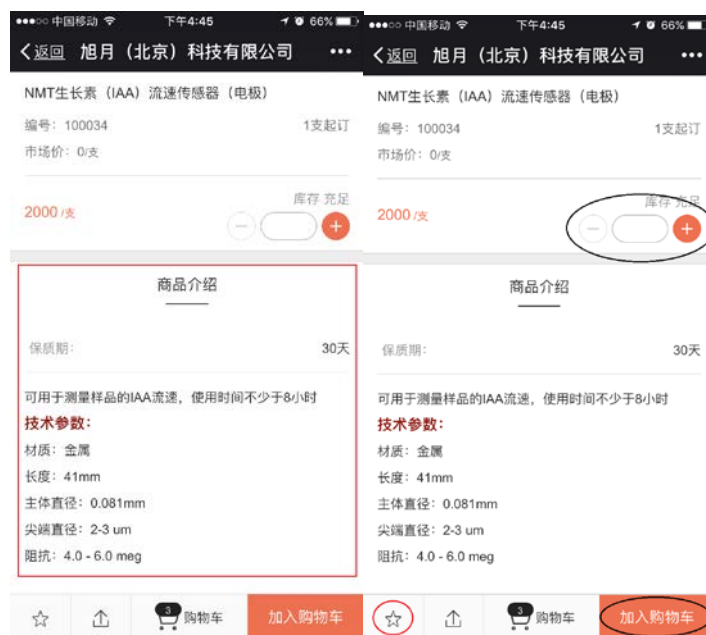 中国移动 下午4:45 66%
返回 旭月（北京）科技有限公司
NMT生长素（IAA）流速传感器（电极）
编号：100034 1支起订
市场价：0/支
库存 充足
2000 /支
商品介绍
保质期： 30天
可用于测量样品的IAA流速，使用时间不少于8小时
技术参数：
材质：金属
长度：41mm
主体直径：0.081mm
尖端直径：2-3 um
阻抗：4.0 - 6.0 meg
3 购物车 加入购物车
中国移动 下午4:45 66%
返回 旭月（北京）科技有限公司
NMT生长素（IAA）流速传感器（电极）
编号：100034 1支起订
市场价：0/支
库存 充足
2000 /支
商品介绍
保质期： 30天
可用于测量样品的IAA流速，使用时间不少于8小时
技术参数：
材质：金属
长度：41mm
主体直径：0.081mm
尖端直径：2-3 um
阻抗：4.0 - 6.0 meg
3 购物车 加入购物车